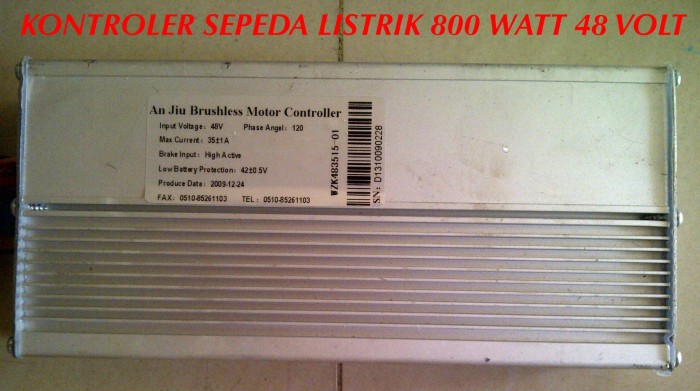 KONTROLER SEPEDA LISTRIK 800 WATT 48 VOLT
An Jiu Brushless Motor Controller
Input Voltage: 48V Phase Angel: 120
Max Current: 35±1A
Brake Input: High Active
Low Battery Protection: 42±0.5V
Produce Date: 2009-12-24
FAX: 0510-85261103 TEL: 0510-85261103
WZK483515-01
SN: D1310090228